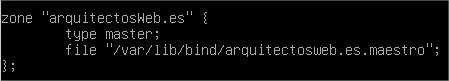 zone "arquitectosWeb.es" {
        type master;
        file "/var/lib/bind/arquitectosweb.es.maestro";
};